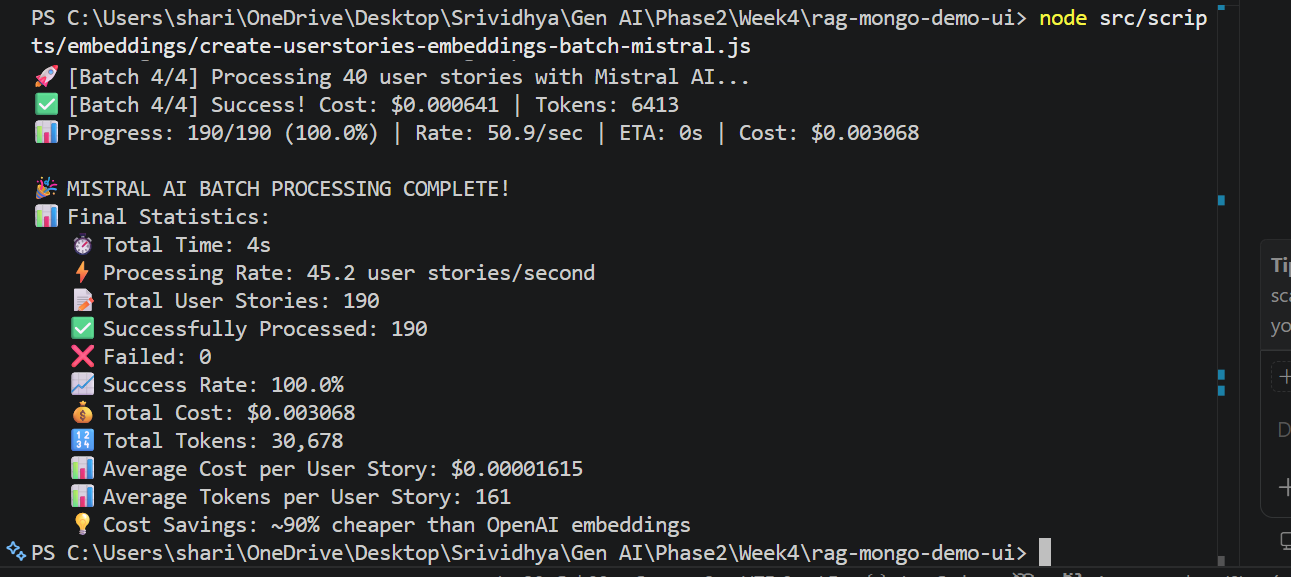 PS C:\Users\shari\OneDrive\Desktop\Srividhya\Gen AI\Phase2\Week4\rag-mongo-demo-ui> node src/scrip
ts/embeddings/create-userstories-embeddings-batch-mistral.js
🚀 [Batch 4/4] Processing 40 user stories with Mistral AI...
✅ [Batch 4/4] Success! Cost: $0.000641 | Tokens: 6413
📊 Progress: 190/190 (100.0%) | Rate: 50.9/sec | ETA: 0s | Cost: $0.003068
🎉 MISTRAL AI BATCH PROCESSING COMPLETE!
📊 Final Statistics:
⏱️ Total Time: 4s
⚡ Processing Rate: 45.2 user stories/second
📝 Total User Stories: 190
✅ Successfully Processed: 190
❌ Failed: 0
📈 Success Rate: 100.0%
💰 Total Cost: $0.003068
🔢 Total Tokens: 30,678
📊 Average Cost per User Story: $0.00001615
📊 Average Tokens per User Story: 161
💡 Cost Savings: ~90% cheaper than OpenAI embeddings
PS C:\Users\shari\OneDrive\Desktop\Srividhya\Gen AI\Phase2\Week4\rag-mongo-demo-ui>